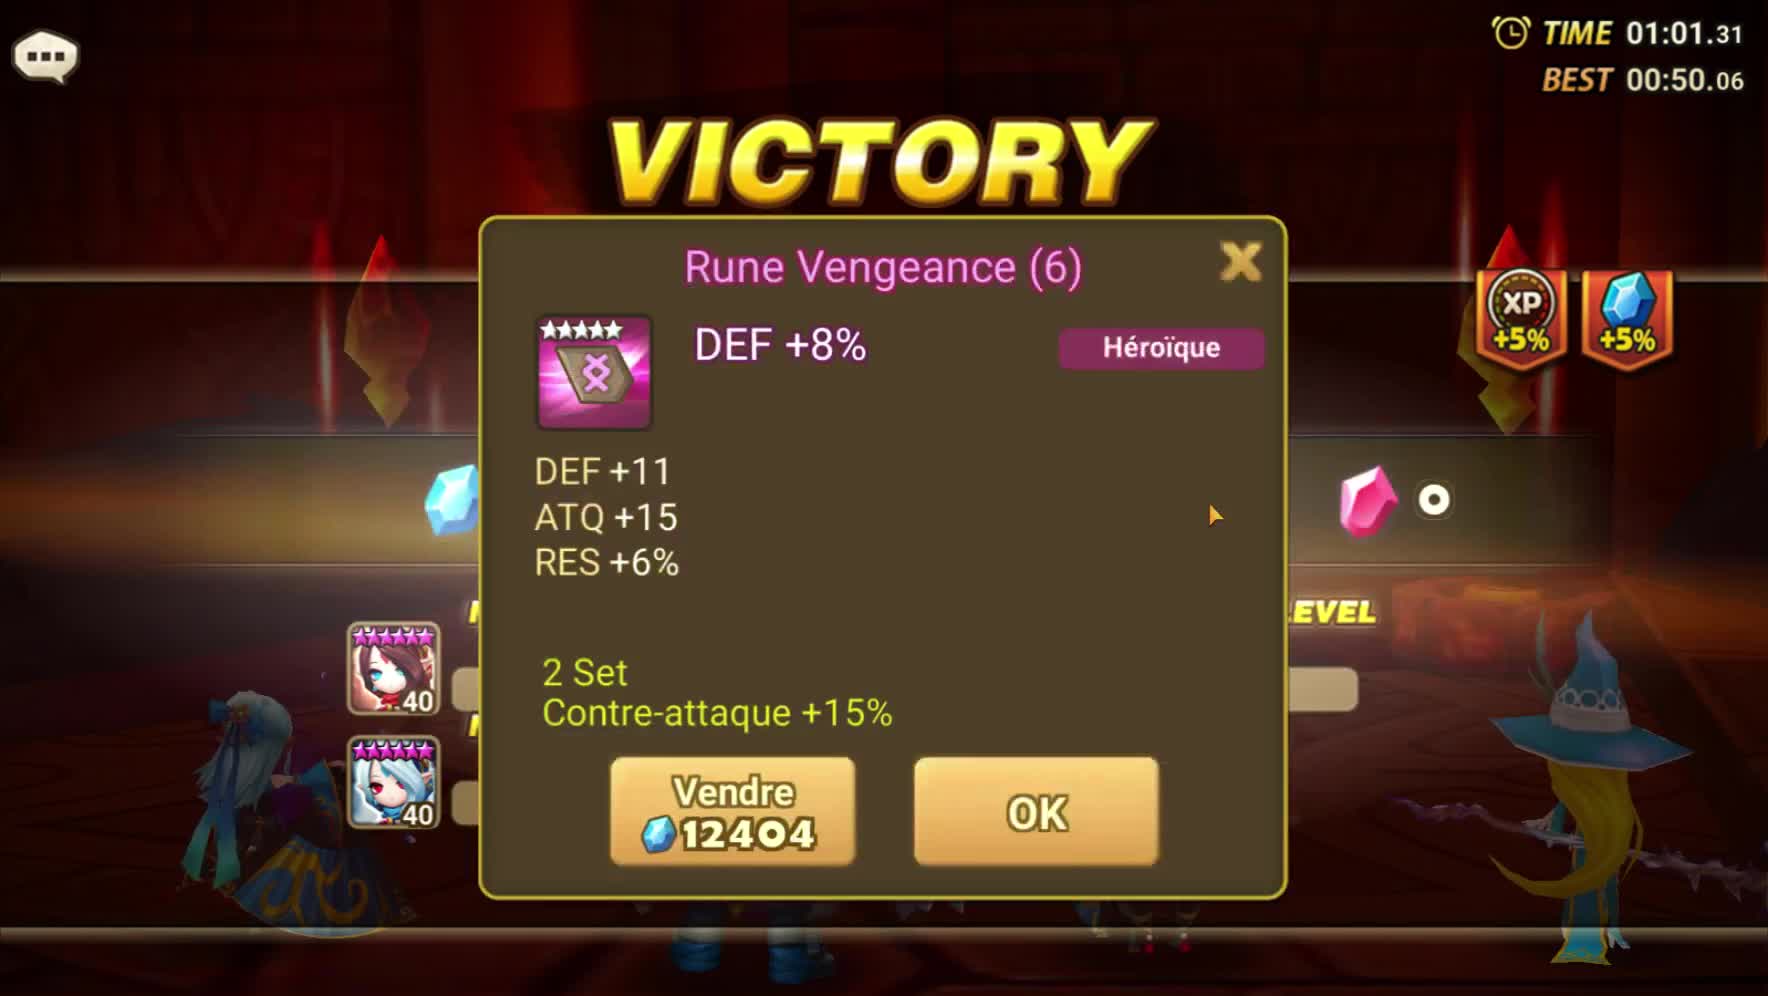 TIME 01:01.31
BEST 00:50.06
VICTORY
Rune Vengeance (6)
DEF +8%
Héroïque
XP
+5%
+5%
DEF +11
ATQ +15
RES +6%
0
LEVEL
40
2 Set
Contre-attaque +15%
40
Vendre
12404
OK